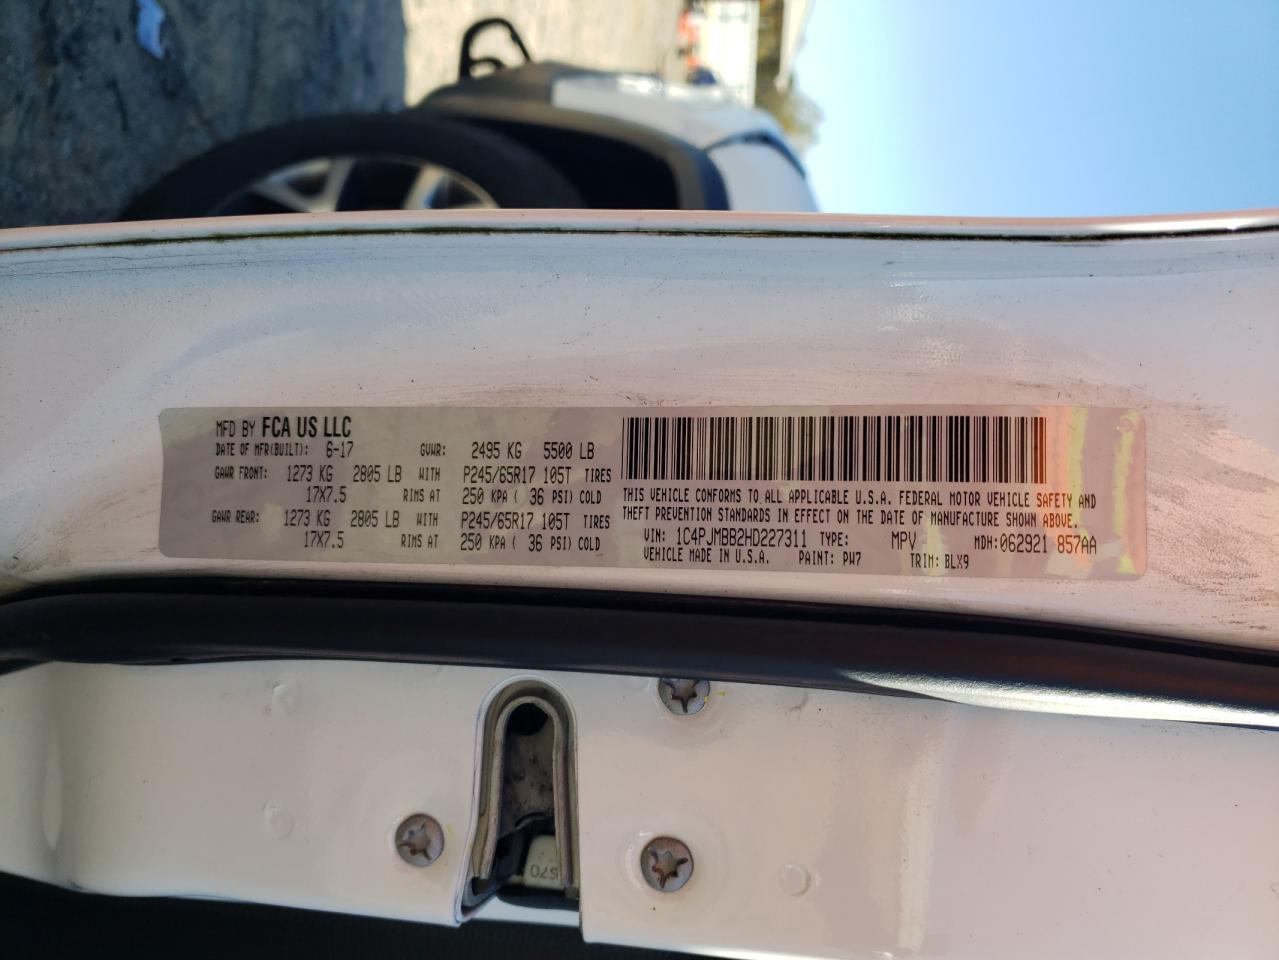 MFD BY FCA US LLC
DATE OF MFR(BUILT): 6-17 GVWR: 2495 KG 5500 LB
GAWR FRONT: 1273 KG 2805 LB WITH P245/65R17 105T TIRES
17X7.5 RIMS AT 250 KPA ( 36 PSI) COLD
GAWR REAR: 1273 KG 2805 LB WITH P245/65R17 105T TIRES
17X7.5 RIMS AT 250 KPA ( 36 PSI) COLD
THIS VEHICLE CONFORMS TO ALL APPLICABLE U.S.A. FEDERAL MOTOR VEHICLE SAFETY AND
THEFT PREVENTION STANDARDS IN EFFECT ON THE DATE OF MANUFACTURE SHOWN ABOVE.
VIN: 1C4PJMBB2HD227311 TYPE: MPV MDH: 062921 857AA
VEHICLE MADE IN U.S.A. PAINT: PW7 TRIM: BLX9